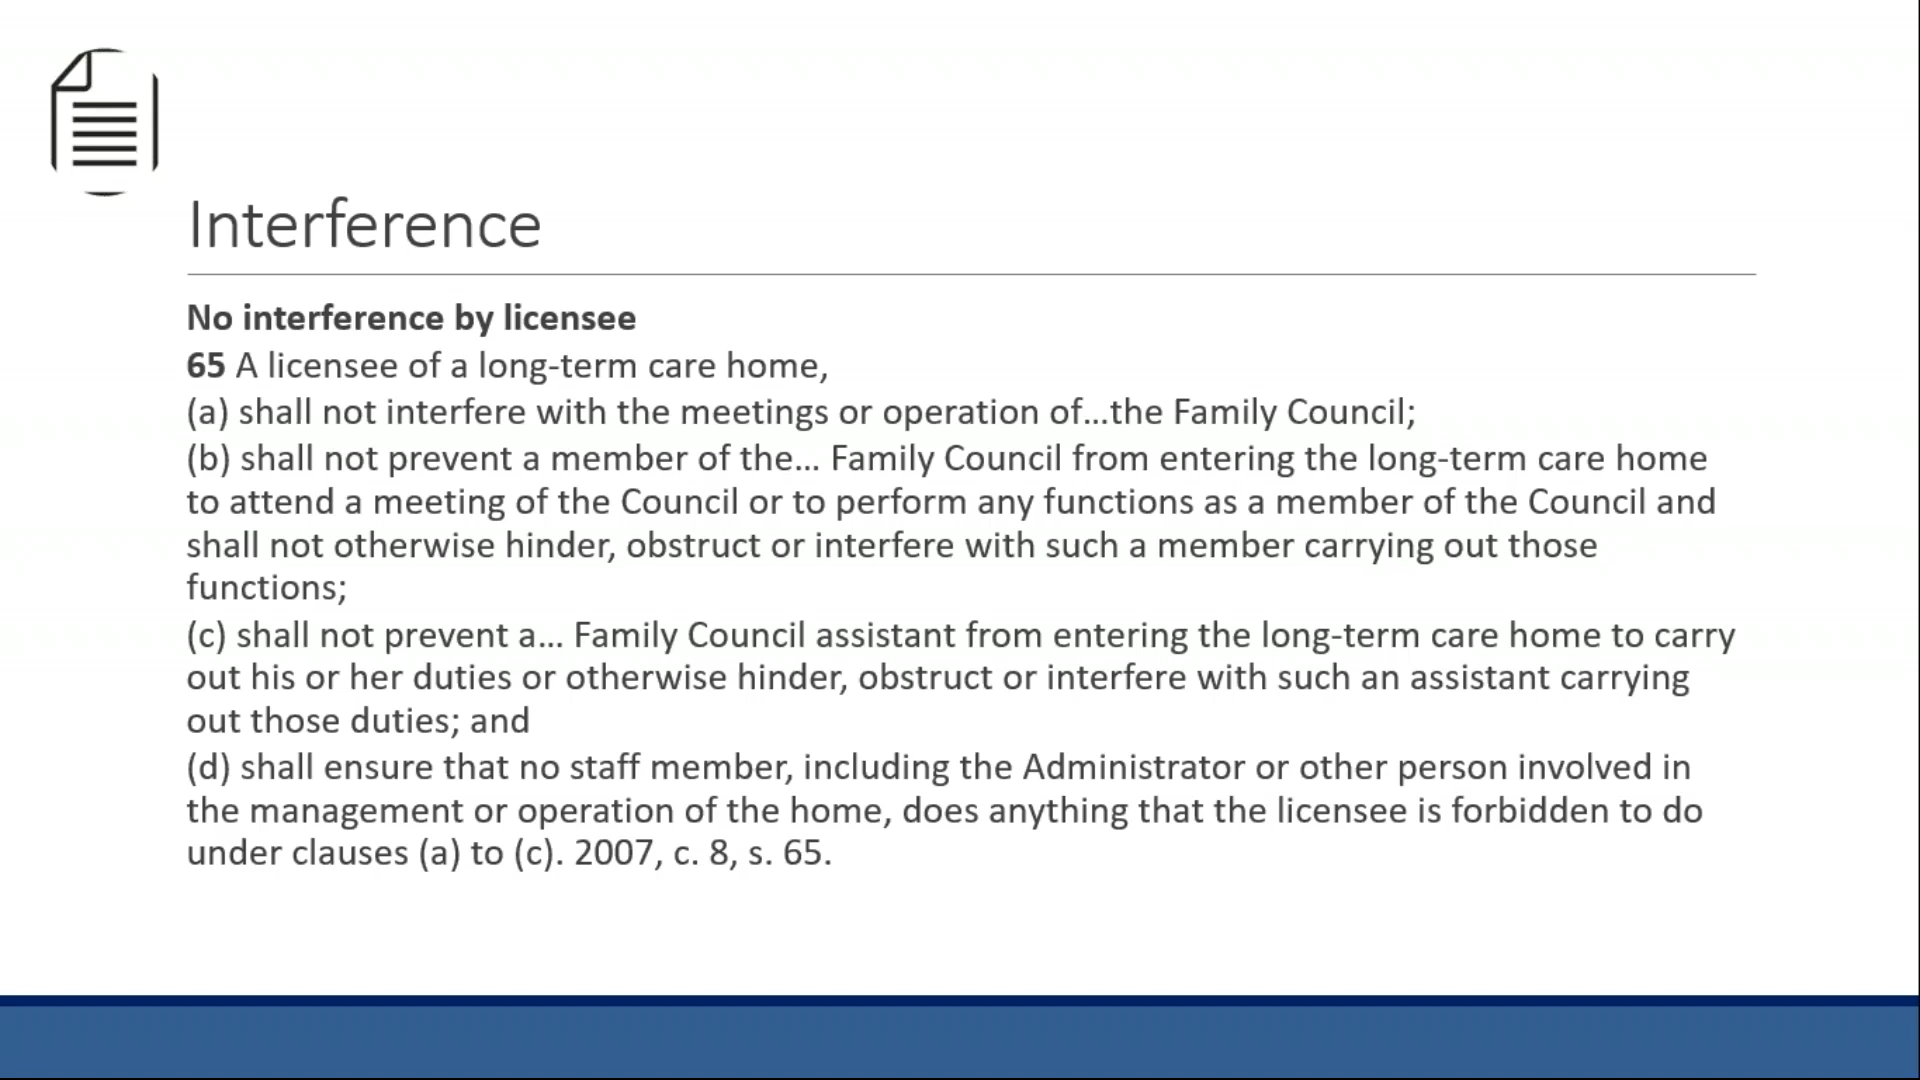 Interference
No interference by licensee
65 A licensee of a long-term care home,
(a) shall not interfere with the meetings or operation of...the Family Council;
(b) shall not prevent a member of the... Family Council from entering the long-term care home
to attend a meeting of the Council or to perform any functions as a member of the Council and
shall not otherwise hinder, obstruct or interfere with such a member carrying out those
functions;
(c) shall not prevent a... Family Council assistant from entering the long-term care home to carry
out his or her duties or otherwise hinder, obstruct or interfere with such an assistant carrying
out those duties; and
(d) shall ensure that no staff member, including the Administrator or other person involved in
the management or operation of the home, does anything that the licensee is forbidden to do
under clauses (a) to (c). 2007, c. 8, s. 65.